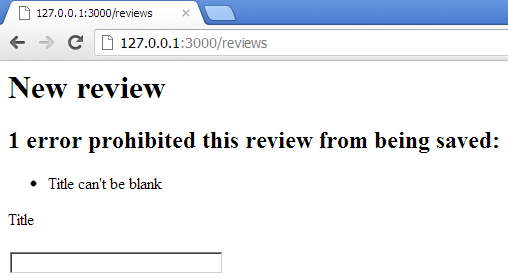 127.0.0.1:3000/reviews
127.0.0.1:3000/reviews
New review
1 error prohibited this review from being saved:
Title can't be blank
Title